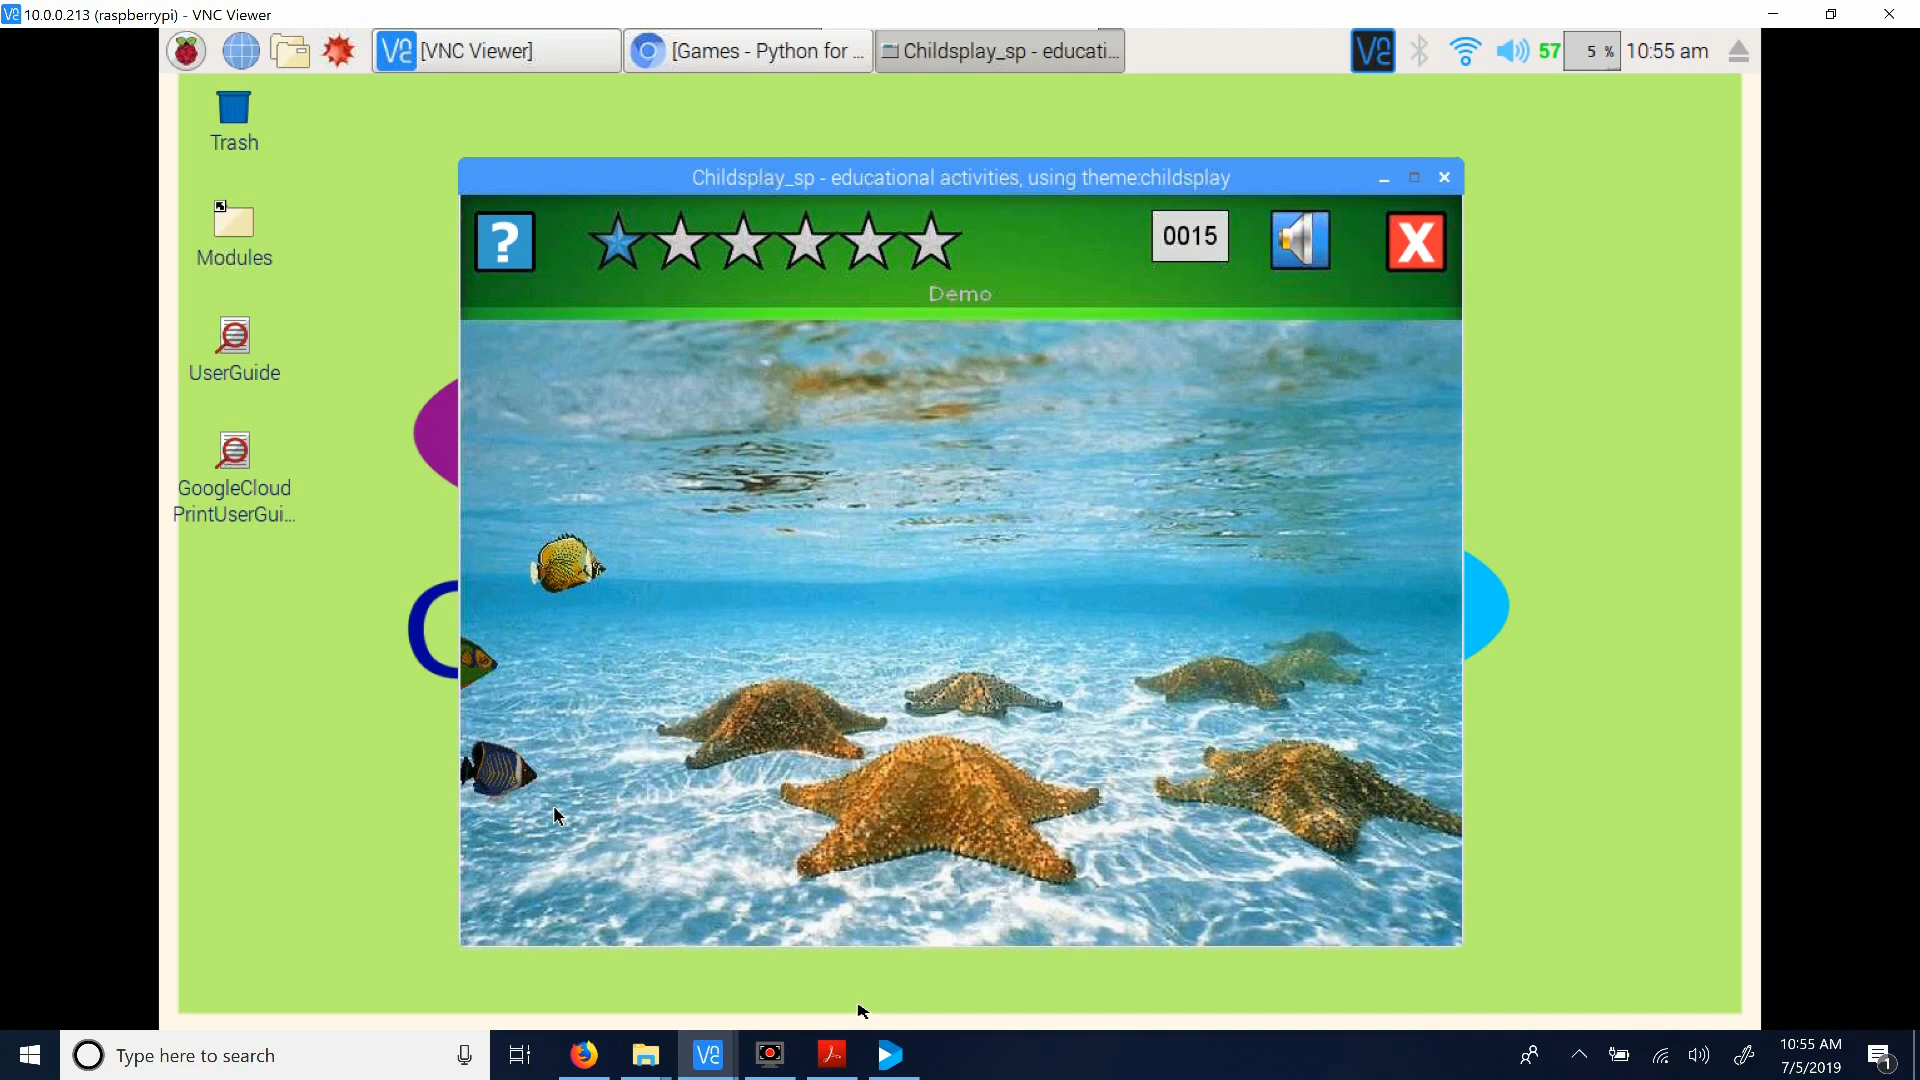 10.0.0.213 (raspberrypi) - VNC Viewer
[VNC Viewer]
[Games - Python for ...
Childsplay_sp - educati...
57
5 %
10:55 am
Trash
Modules
UserGuide
GoogleCloud
PrintUserGui...
Childsplay_sp - educational activities, using theme:childsplay
?
0015
X
Demo
Type here to search
10:55 AM
7/5/2019
1